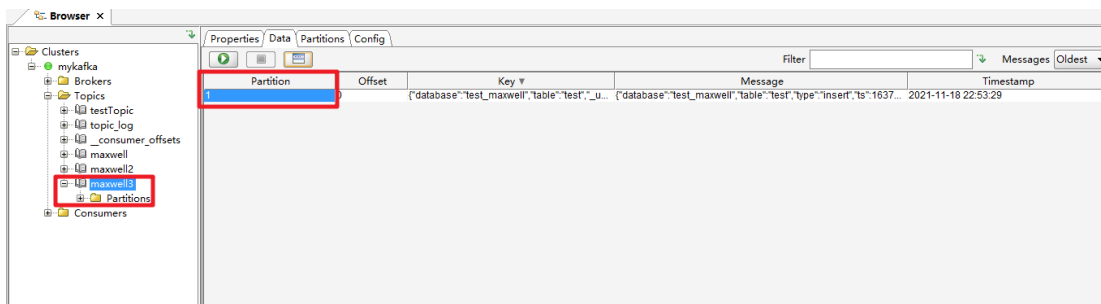 Browser ×
Properties Data Partitions Config
Clusters
mykafka
Brokers
Topics
testTopic
topic_log
__consumer_offsets
maxwell
maxwell2
maxwell3
Partitions
Consumers
Filter Messages Oldest
Partition Offset Key Message Timestamp
1 0 {"database":"test_maxwell","table":"test","_u... {"database":"test_maxwell","table":"test","type":"insert","ts":1637... 2021-11-18 22:53:29